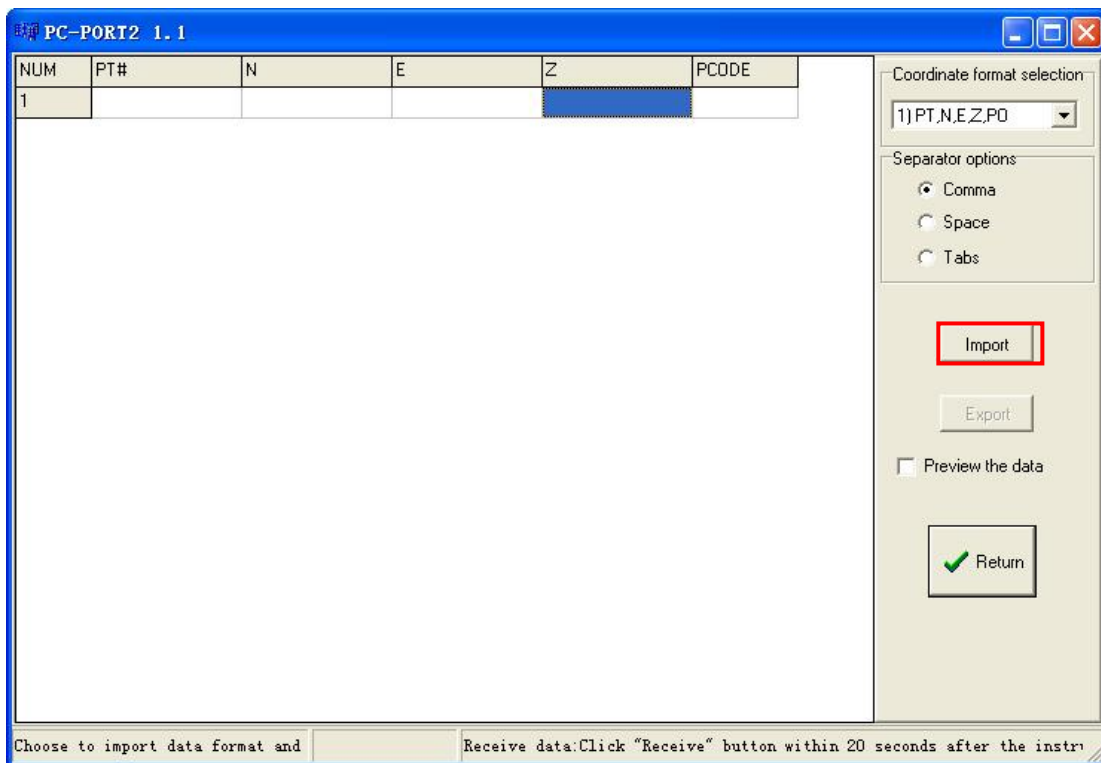 PC-PORT2 1.1
NUM PT# N E Z PCODE
1
Coordinate format selection
1) PT,N,E,Z,PO
Separator options
Comma
Space
Tabs
Import
Export
Preview the data
Return
Choose to import data format and
Receive data:Click "Receive" button within 20 seconds after the